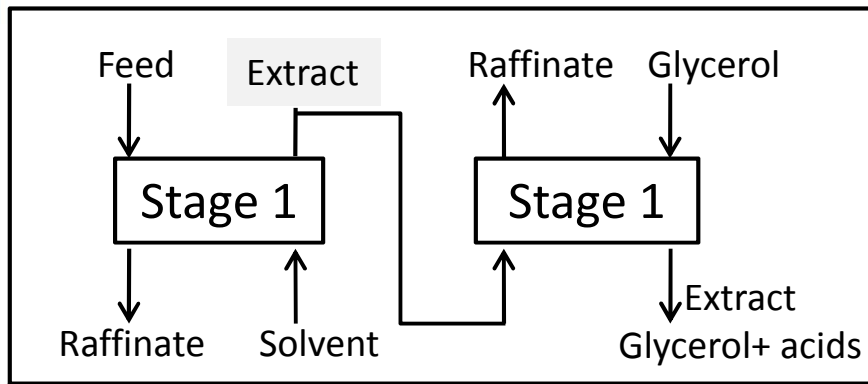 Feed
Extract
Raffinate
Glycerol
Stage 1
Stage 1
Raffinate
Solvent
Extract
Glycerol+ acids